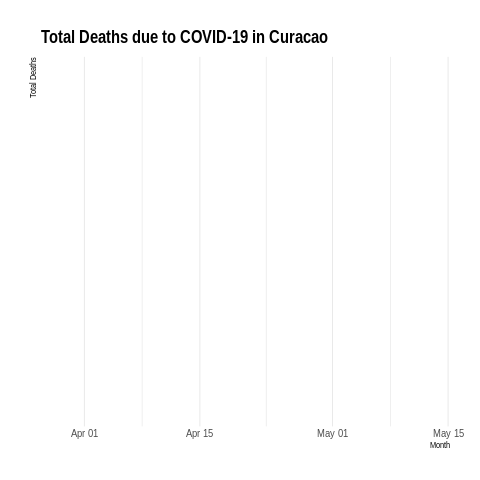 Total Deaths due to COVID-19 in Curacao
Total Deaths
Apr 01
Apr 15
May 01
May 15
Month